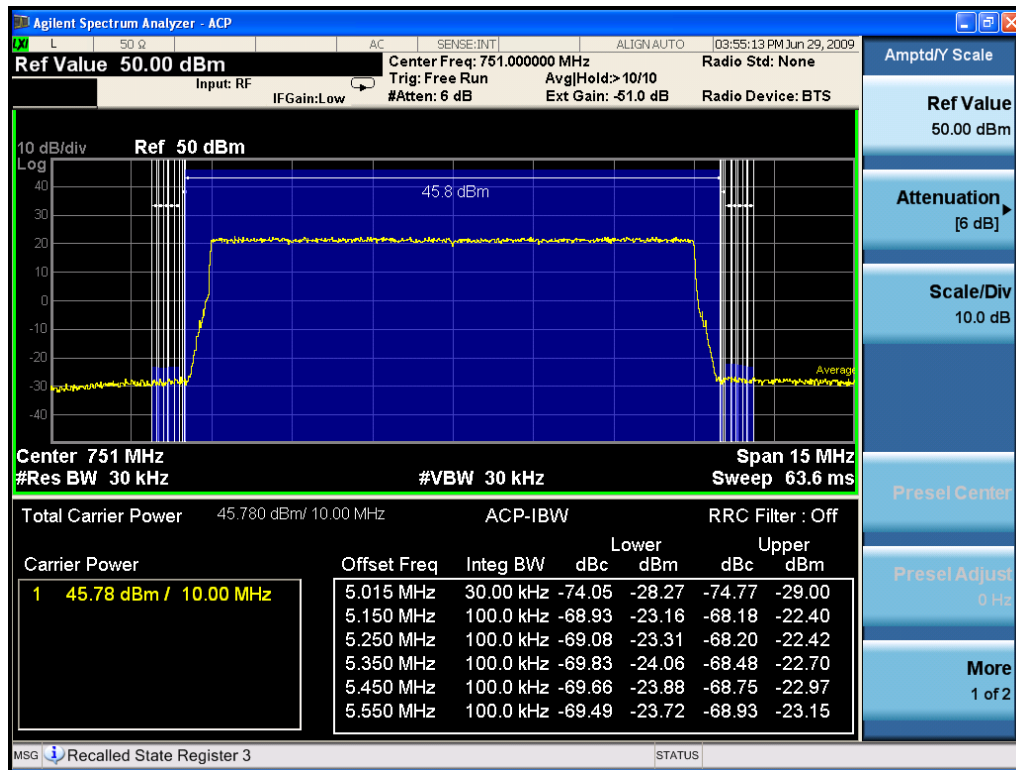 Agilent Spectrum Analyzer - ACP
LXI L 50 Ω AC SENSE:INT ALIGN AUTO 03:55:13 PM Jun 29, 2009
Ref Value 50.00 dBm
Input: RF
IFGain:Low
Center Freq: 751.000000 MHz
Trig: Free Run Avg|Hold:>10/10
#Atten: 6 dB Ext Gain: -51.0 dB
Radio Std: None
Radio Device: BTS
10 dB/div Ref 50 dBm
Log
40
30
20
10
0
-10
-20
-30
-40
45.8 dBm
Average
Center 751 MHz Span 15 MHz
#Res BW 30 kHz #VBW 30 kHz Sweep 63.6 ms
Total Carrier Power 45.780 dBm/ 10.00 MHz ACP-IBW RRC Filter : Off
Lower Upper
Carrier Power Offset Freq Integ BW dBc dBm dBc dBm
1 45.78 dBm / 10.00 MHz
5.015 MHz 30.00 kHz -74.05 -28.27 -74.77 -29.00
5.150 MHz 100.0 kHz -68.93 -23.16 -68.18 -22.40
5.250 MHz 100.0 kHz -69.08 -23.31 -68.20 -22.42
5.350 MHz 100.0 kHz -69.83 -24.06 -68.48 -22.70
5.450 MHz 100.0 kHz -69.66 -23.88 -68.75 -22.97
5.550 MHz 100.0 kHz -69.49 -23.72 -68.93 -23.15
MSG Recalled State Register 3 STATUS
Amptd/Y Scale
Ref Value
50.00 dBm
Attenuation
[6 dB]
Scale/Div
10.0 dB
Presel Center
Presel Adjust
0 Hz
More
1 of 2